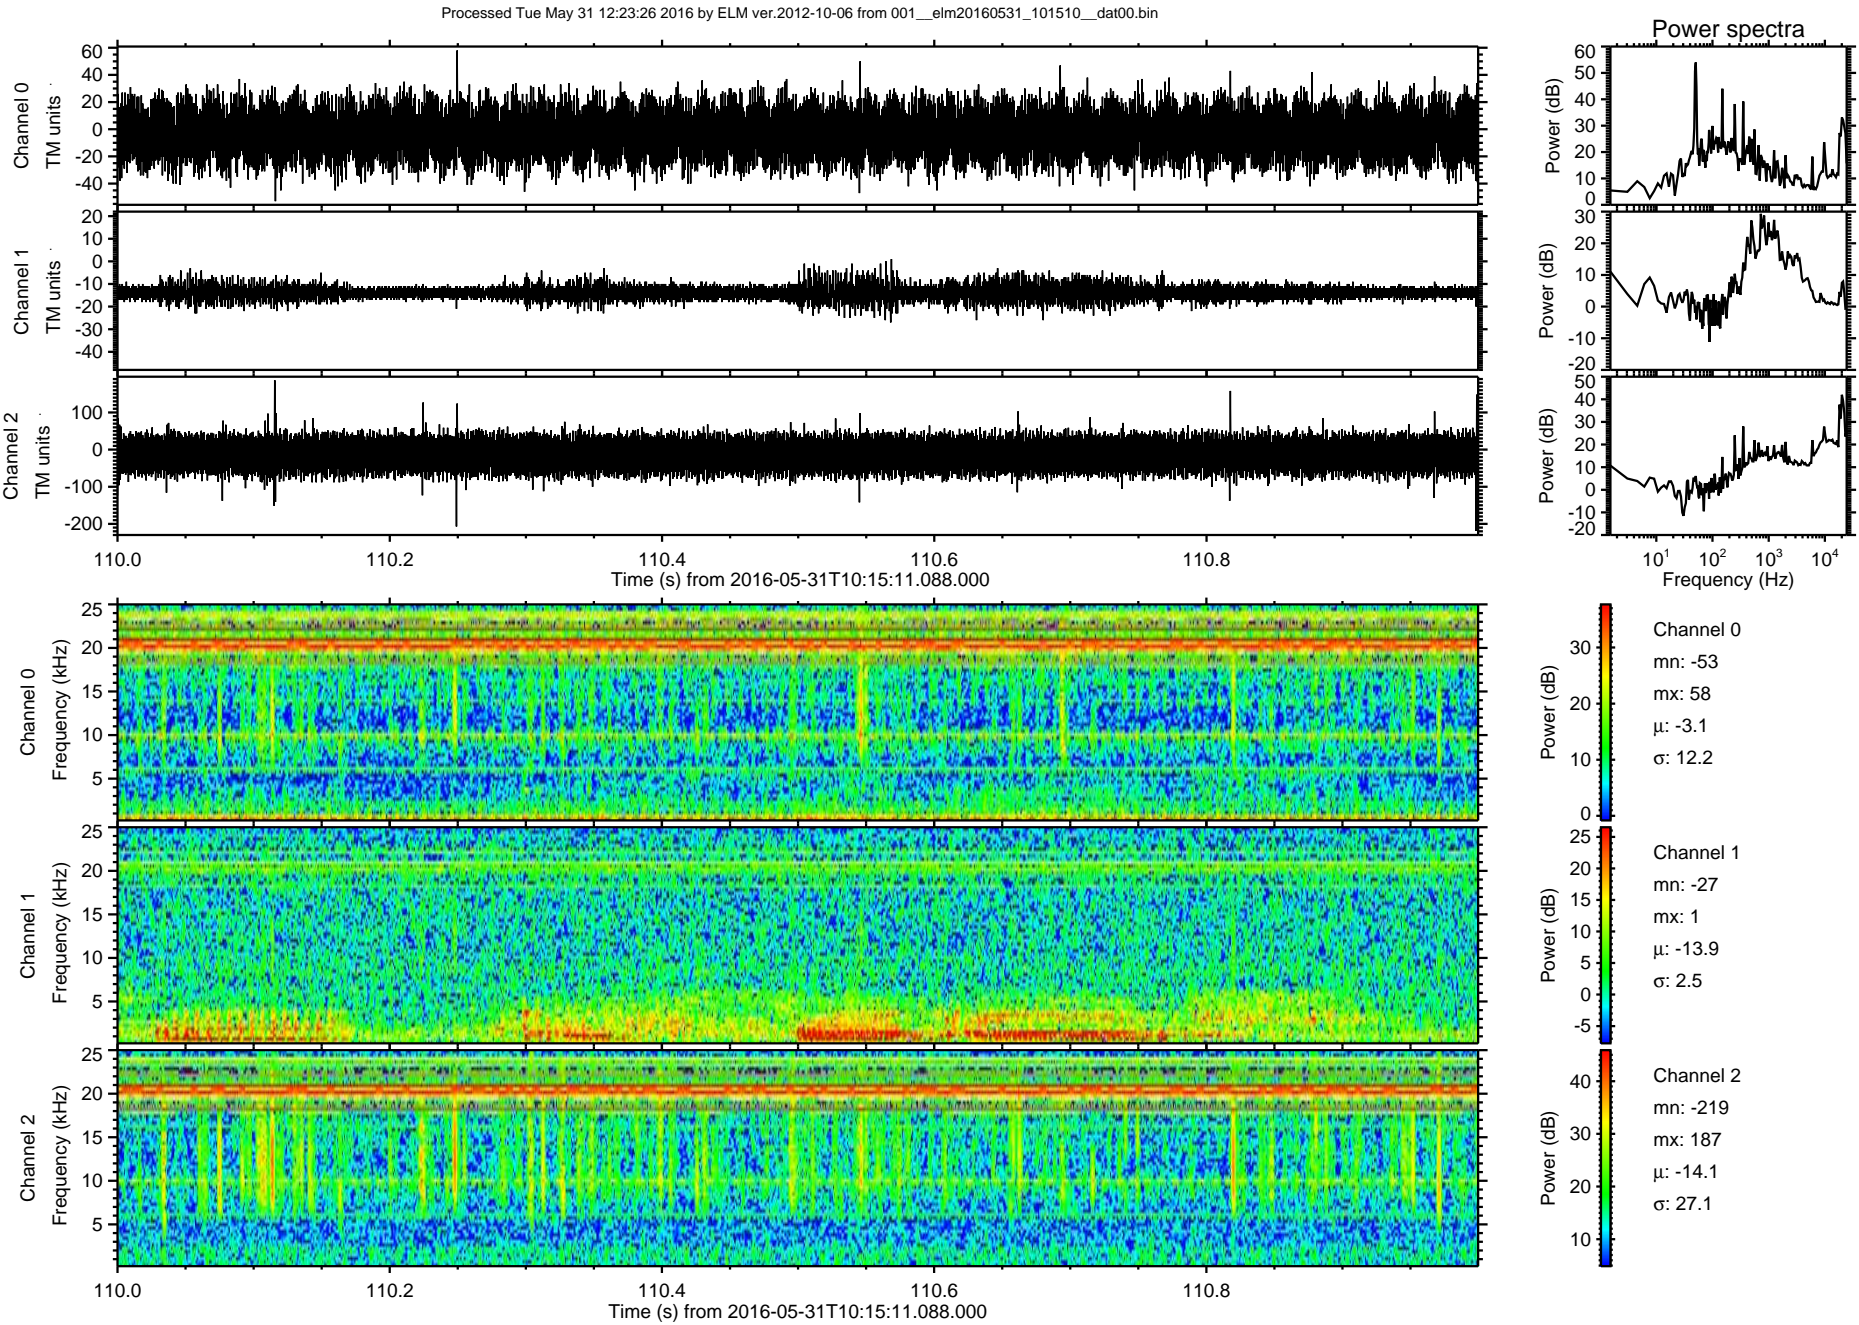 Processed Tue May 31 12:23:26 2016 by ELM ver.2012-10-06 from 001__elm20160531_101510__dat00.bin
Power spectra
Channel 0
TM units
60
40
20
0
-20
-40
Power (dB)
60
50
40
30
20
10
0
Channel 1
TM units
20
10
0
-10
-20
-30
-40
Power (dB)
30
20
10
0
-10
-20
Channel 2
TM units
100
0
-100
-200
Power (dB)
50
40
30
20
10
0
-10
-20
110.0 110.2 110.4 110.6 110.8
Time (s) from 2016-05-31T10:15:11.088.000
10¹ 10² 10³ 10⁴
Frequency (Hz)
Channel 0
Frequency (kHz)
25
20
15
10
5
Power (dB)
30
20
10
0
Channel 0
mn: -53
mx: 58
μ: -3.1
σ: 12.2
Channel 1
Frequency (kHz)
25
20
15
10
5
Power (dB)
25
20
15
10
5
0
-5
Channel 1
mn: -27
mx: 1
μ: -13.9
σ: 2.5
Channel 2
Frequency (kHz)
25
20
15
10
5
Power (dB)
40
30
20
10
Channel 2
mn: -219
mx: 187
μ: -14.1
σ: 27.1
110.0 110.2 110.4 110.6 110.8
Time (s) from 2016-05-31T10:15:11.088.000